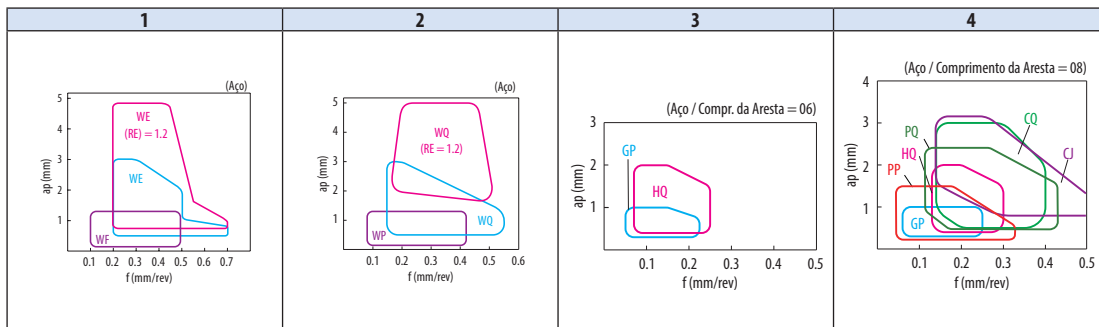 1 2 3 4
(Aço)
5
4
3
2
1
ap (mm)
WE
(RE) = 1.2
WE
WF
0.1 0.2 0.3 0.4 0.5 0.6 0.7
f (mm/rev)
(Aço)
5
4
3
2
1
ap (mm)
WQ
(RE = 1.2)
WQ
WP
0.1 0.2 0.3 0.4 0.5 0.6
f (mm/rev)
(Aço / Compr. da Aresta = 06)
3
2
1
ap (mm)
GP
HQ
0.1 0.2 0.3 0.4 0.5
f (mm/rev)
(Aço / Comprimento da Aresta = 08)
4
3
2
1
ap (mm)
PQ
CQ
HQ
CJ
PP
GP
0.1 0.2 0.3 0.4 0.5
f (mm/rev)